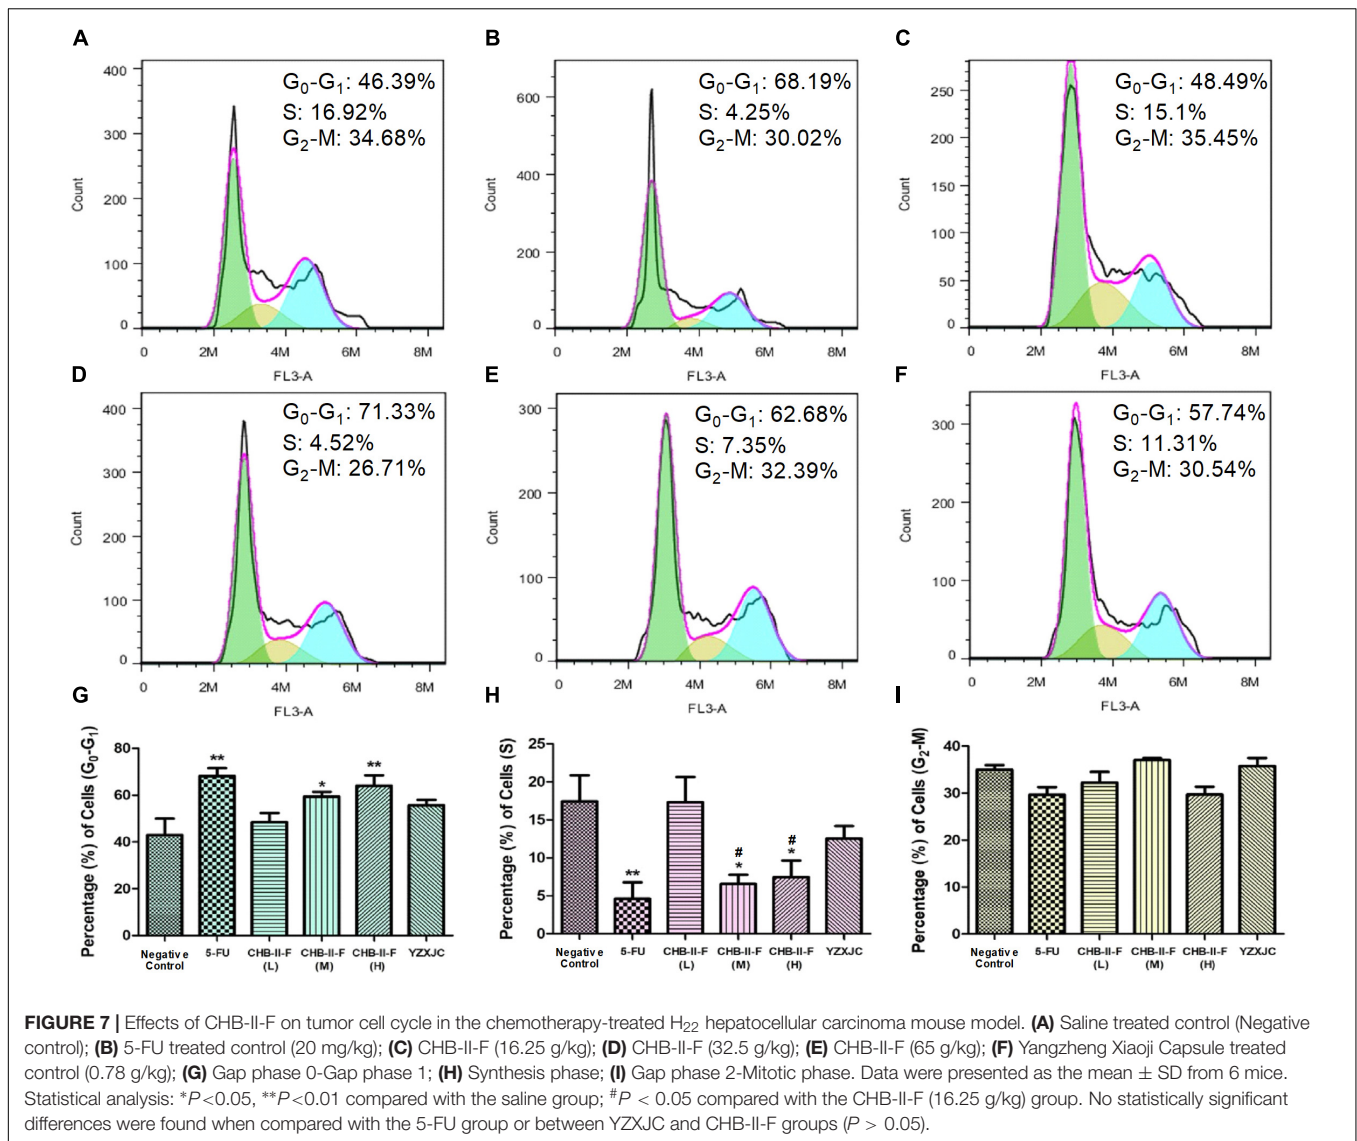 A
G₀-G₁: 46.39%
S: 16.92%
G₂-M: 34.68%
Count
400
300
200
100
0
0 2M 4M 6M 8M
FL3-A
B
G₀-G₁: 68.19%
S: 4.25%
G₂-M: 30.02%
Count
600
400
200
0
0 2M 4M 6M 8M
FL3-A
C
G₀-G₁: 48.49%
S: 15.1%
G₂-M: 35.45%
Count
250
200
150
100
50
0
0 2M 4M 6M 8M
FL3-A
D
G₀-G₁: 71.33%
S: 4.52%
G₂-M: 26.71%
Count
400
300
200
100
0
0 2M 4M 6M 8M
FL3-A
E
G₀-G₁: 62.68%
S: 7.35%
G₂-M: 32.39%
Count
300
200
100
0
0 2M 4M 6M 8M
FL3-A
F
G₀-G₁: 57.74%
S: 11.31%
G₂-M: 30.54%
Count
300
200
100
0
0 2M 4M 6M 8M
FL3-A
G
Percentage (%) of Cells (G₀-G₁)
80
60
40
20
0
** * **
Negative Control 5-FU CHB-II-F (L) CHB-II-F (M) CHB-II-F (H) YZXJC
H
Percentage (%) of Cells (S)
25
20
15
10
5
0
** # * # *
Negative Control 5-FU CHB-II-F (L) CHB-II-F (M) CHB-II-F (H) YZXJC
I
Percentage (%) of Cells (G₂-M)
40
30
20
10
0
Negative Control 5-FU CHB-II-F (L) CHB-II-F (M) CHB-II-F (H) YZXJC
FIGURE 7 | Effects of CHB-II-F on tumor cell cycle in the chemotherapy-treated H₂₂ hepatocellular carcinoma mouse model. (A) Saline treated control (Negative
control); (B) 5-FU treated control (20 mg/kg); (C) CHB-II-F (16.25 g/kg); (D) CHB-II-F (32.5 g/kg); (E) CHB-II-F (65 g/kg); (F) Yangzheng Xiaoji Capsule treated
control (0.78 g/kg); (G) Gap phase 0-Gap phase 1; (H) Synthesis phase; (I) Gap phase 2-Mitotic phase. Data were presented as the mean ± SD from 6 mice.
Statistical analysis: *P<0.05, **P<0.01 compared with the saline group; #P < 0.05 compared with the CHB-II-F (16.25 g/kg) group. No statistically significant
differences were found when compared with the 5-FU group or between YZXJC and CHB-II-F groups (P > 0.05).